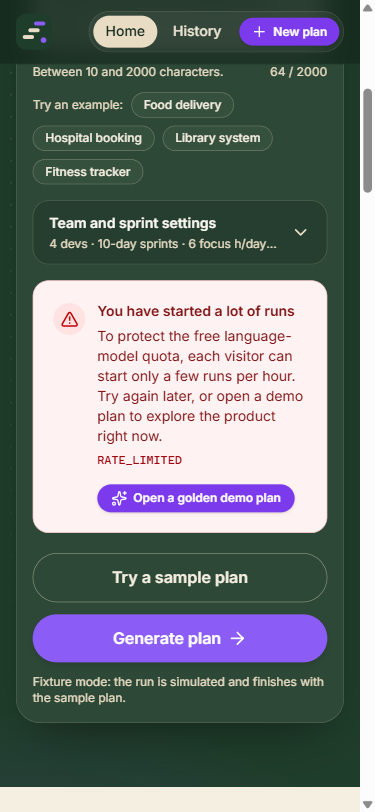 Home
History
+ New plan
Between 10 and 2000 characters.
64 / 2000
Try an example:
Food delivery
Hospital booking
Library system
Fitness tracker
Team and sprint settings
4 devs · 10-day sprints · 6 focus h/day...
You have started a lot of runs
To protect the free language-
model quota, each visitor can
start only a few runs per hour.
Try again later, or open a demo
plan to explore the product
right now.
RATE_LIMITED
Open a golden demo plan
Try a sample plan
Generate plan →
Fixture mode: the run is simulated and finishes with
the sample plan.